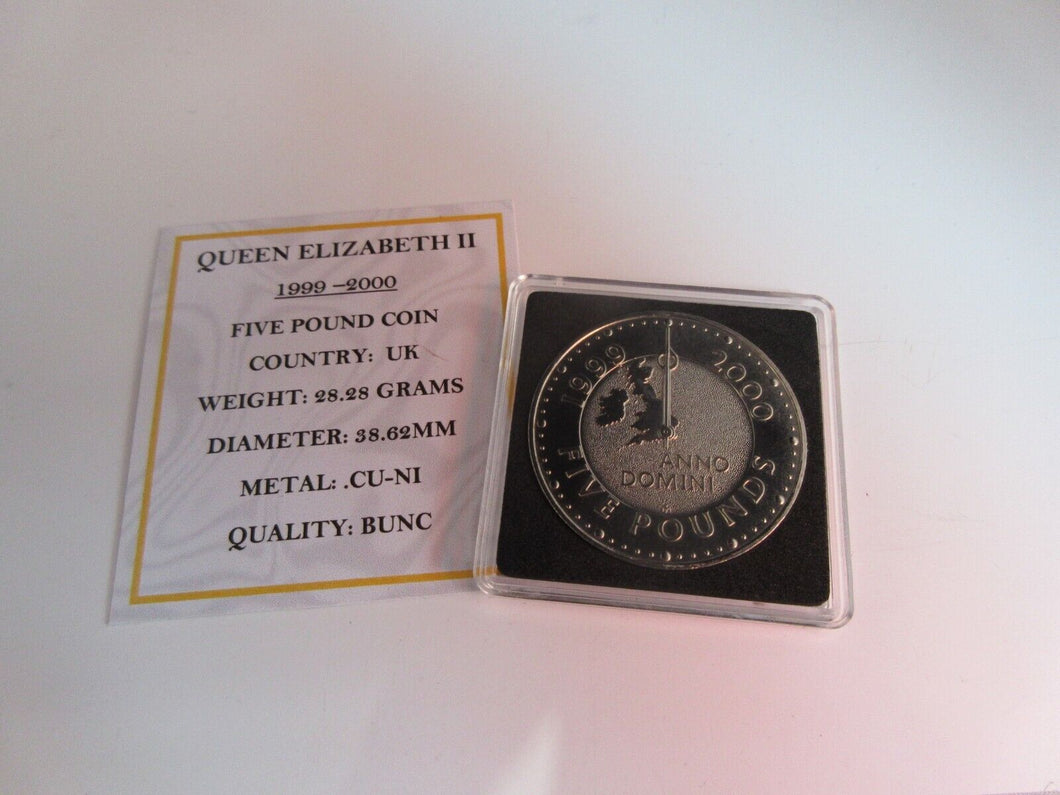 QUEEN ELIZABETH II
1999 –2000
FIVE POUND COIN
COUNTRY: UK
WEIGHT: 28.28 GRAMS
DIAMETER: 38.62MM
METAL: .CU-NI
QUALITY: BUNC
1999 2000
ANNO
DOMINI
FIVE POUNDS